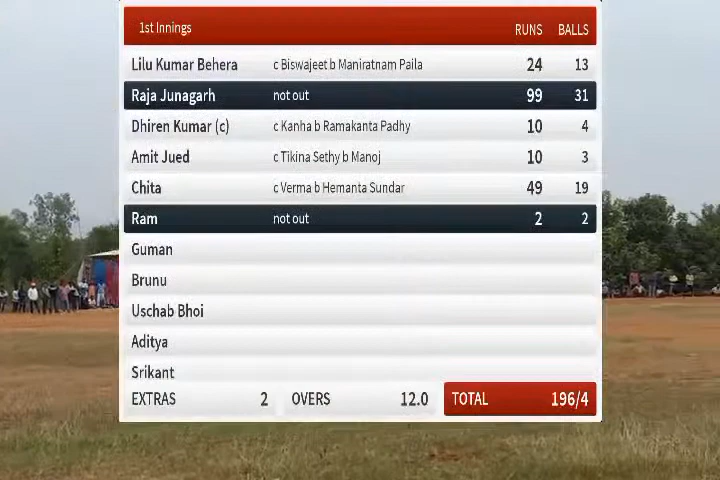 1st Innings RUNS BALLS
Lilu Kumar Behera c Biswajeet b Maniratnam Paila 24 13
Raja Junagarh not out 99 31
Dhiren Kumar (c) c Kanha b Ramakanta Padhy 10 4
Amit Jued c Tikina Sethy b Manoj 10 3
Chita c Verma b Hemanta Sundar 49 19
Ram not out 2 2
Guman
Brunu
Uschab Bhoi
Aditya
Srikant
EXTRAS 2 OVERS 12.0 TOTAL 196/4